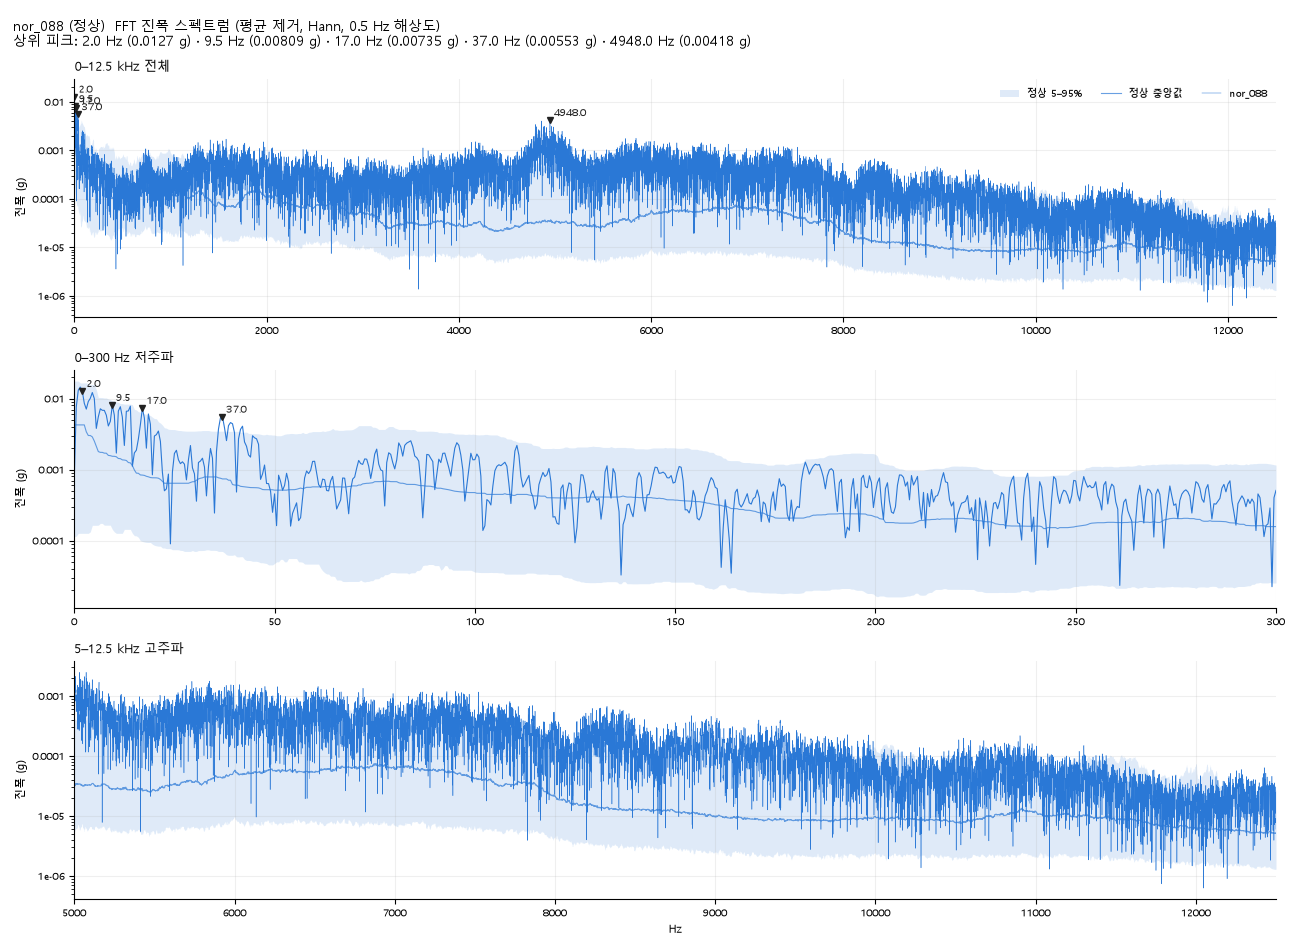 nor_088 (정상)  FFT 진폭 스펙트럼 (평균 제거, Hann, 0.5 Hz 해상도)
상위 피크: 2.0 Hz (0.0127 g) · 9.5 Hz (0.00809 g) · 17.0 Hz (0.00735 g) · 37.0 Hz (0.00553 g) · 4948.0 Hz (0.00418 g)
0–12.5 kHz 전체
2.0
9.5
17.0
37.0
4948.0
정상 5–95%
정상 중앙값
nor_088
0.01
0.001
0.0001
1e-05
1e-06
진폭 (g)
0 2000 4000 6000 8000 10000 12000
0–300 Hz 저주파
2.0
9.5
17.0
37.0
0.01
0.001
0.0001
진폭 (g)
0 50 100 150 200 250 300
5–12.5 kHz 고주파
0.001
0.0001
1e-05
1e-06
진폭 (g)
5000 6000 7000 8000 9000 10000 11000 12000
Hz